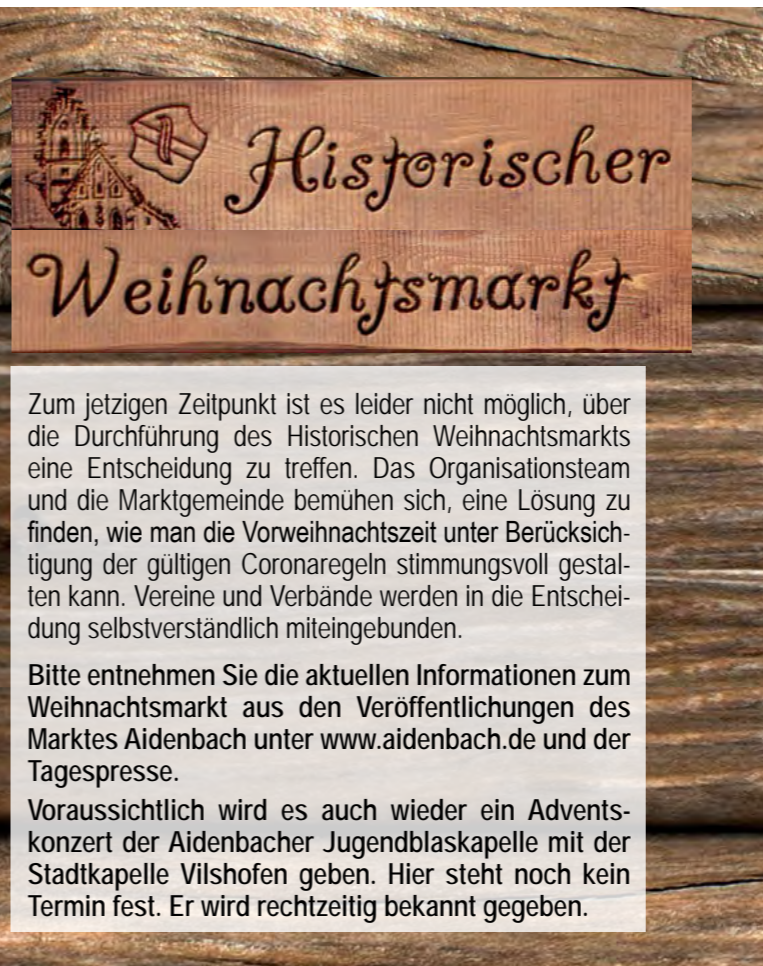 Historischer
Weihnachtsmarkt
Zum jetzigen Zeitpunkt ist es leider nicht möglich, über
die Durchführung des Historischen Weihnachtsmarkts
eine Entscheidung zu treffen. Das Organisationsteam
und die Marktgemeinde bemühen sich, eine Lösung zu
finden, wie man die Vorweihnachtszeit unter Berücksich-
tigung der gültigen Coronaregeln stimmungsvoll gestal-
ten kann. Vereine und Verbände werden in die Entschei-
dung selbstverständlich miteingebunden.
Bitte entnehmen Sie die aktuellen Informationen zum
Weihnachtsmarkt aus den Veröffentlichungen des
Marktes Aidenbach unter www.aidenbach.de und der
Tagespresse.
Voraussichtlich wird es auch wieder ein Advents-
konzert der Aidenbacher Jugendblaskapelle mit der
Stadtkapelle Vilshofen geben. Hier steht noch kein
Termin fest. Er wird rechtzeitig bekannt gegeben.